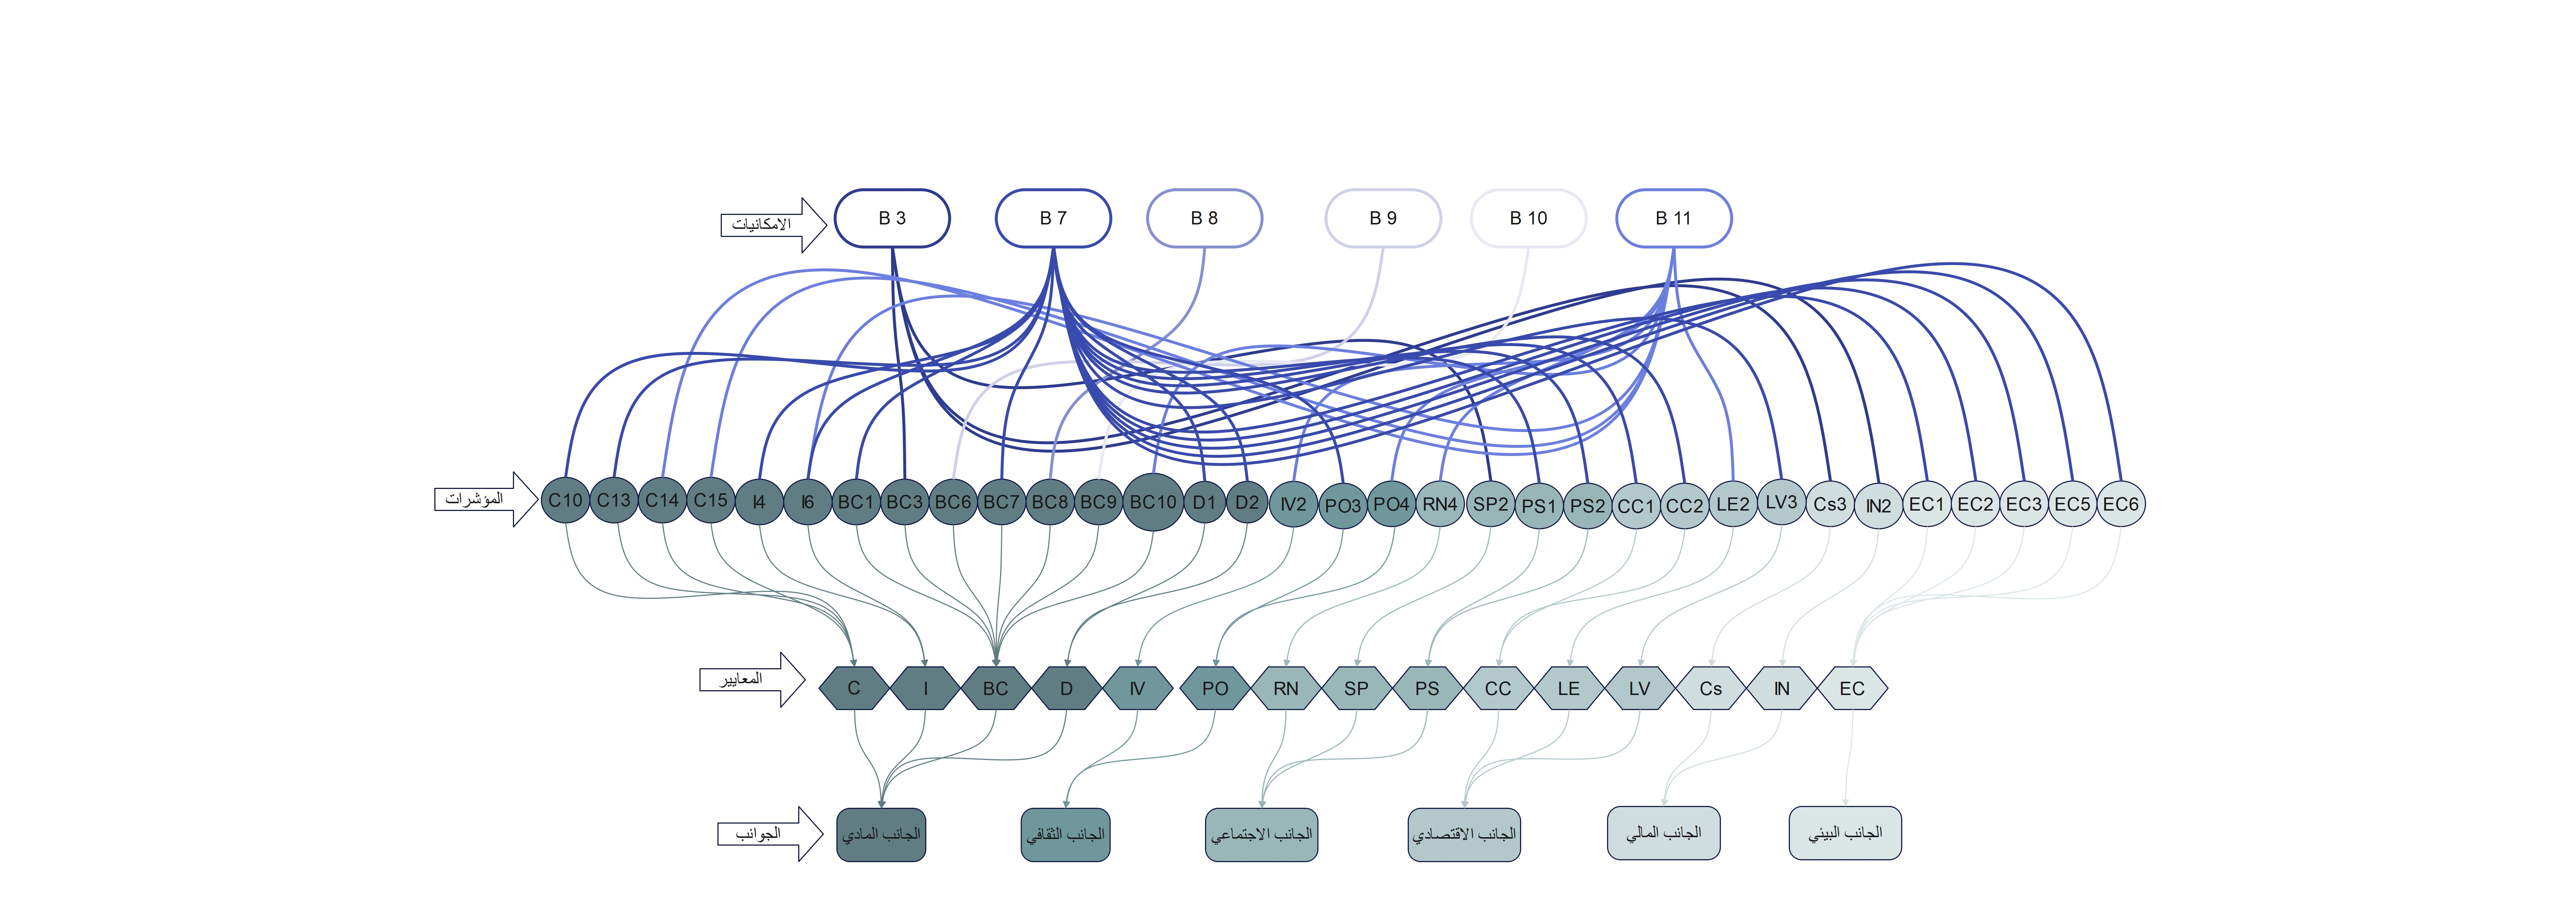 الامكانيات
B 3
B 7
B 8
B 9
B 10
B 11
المؤشرات
C10
C13
C14
C15
I4
I6
BC1
BC3
BC6
BC7
BC8
BC9
BC10
D1
D2
IV2
PO3
PO4
RN4
SP2
PS1
PS2
CC1
CC2
LE2
LV3
Cs3
IN2
EC1
EC2
EC3
EC5
EC6
المعايير
C
I
BC
D
IV
PO
RN
SP
PS
CC
LE
LV
Cs
IN
EC
الجوانب
الجانب المادي
الجانب الثقافي
الجانب الاجتماعي
الجانب الاقتصادي
الجانب المالي
الجانب البيئي